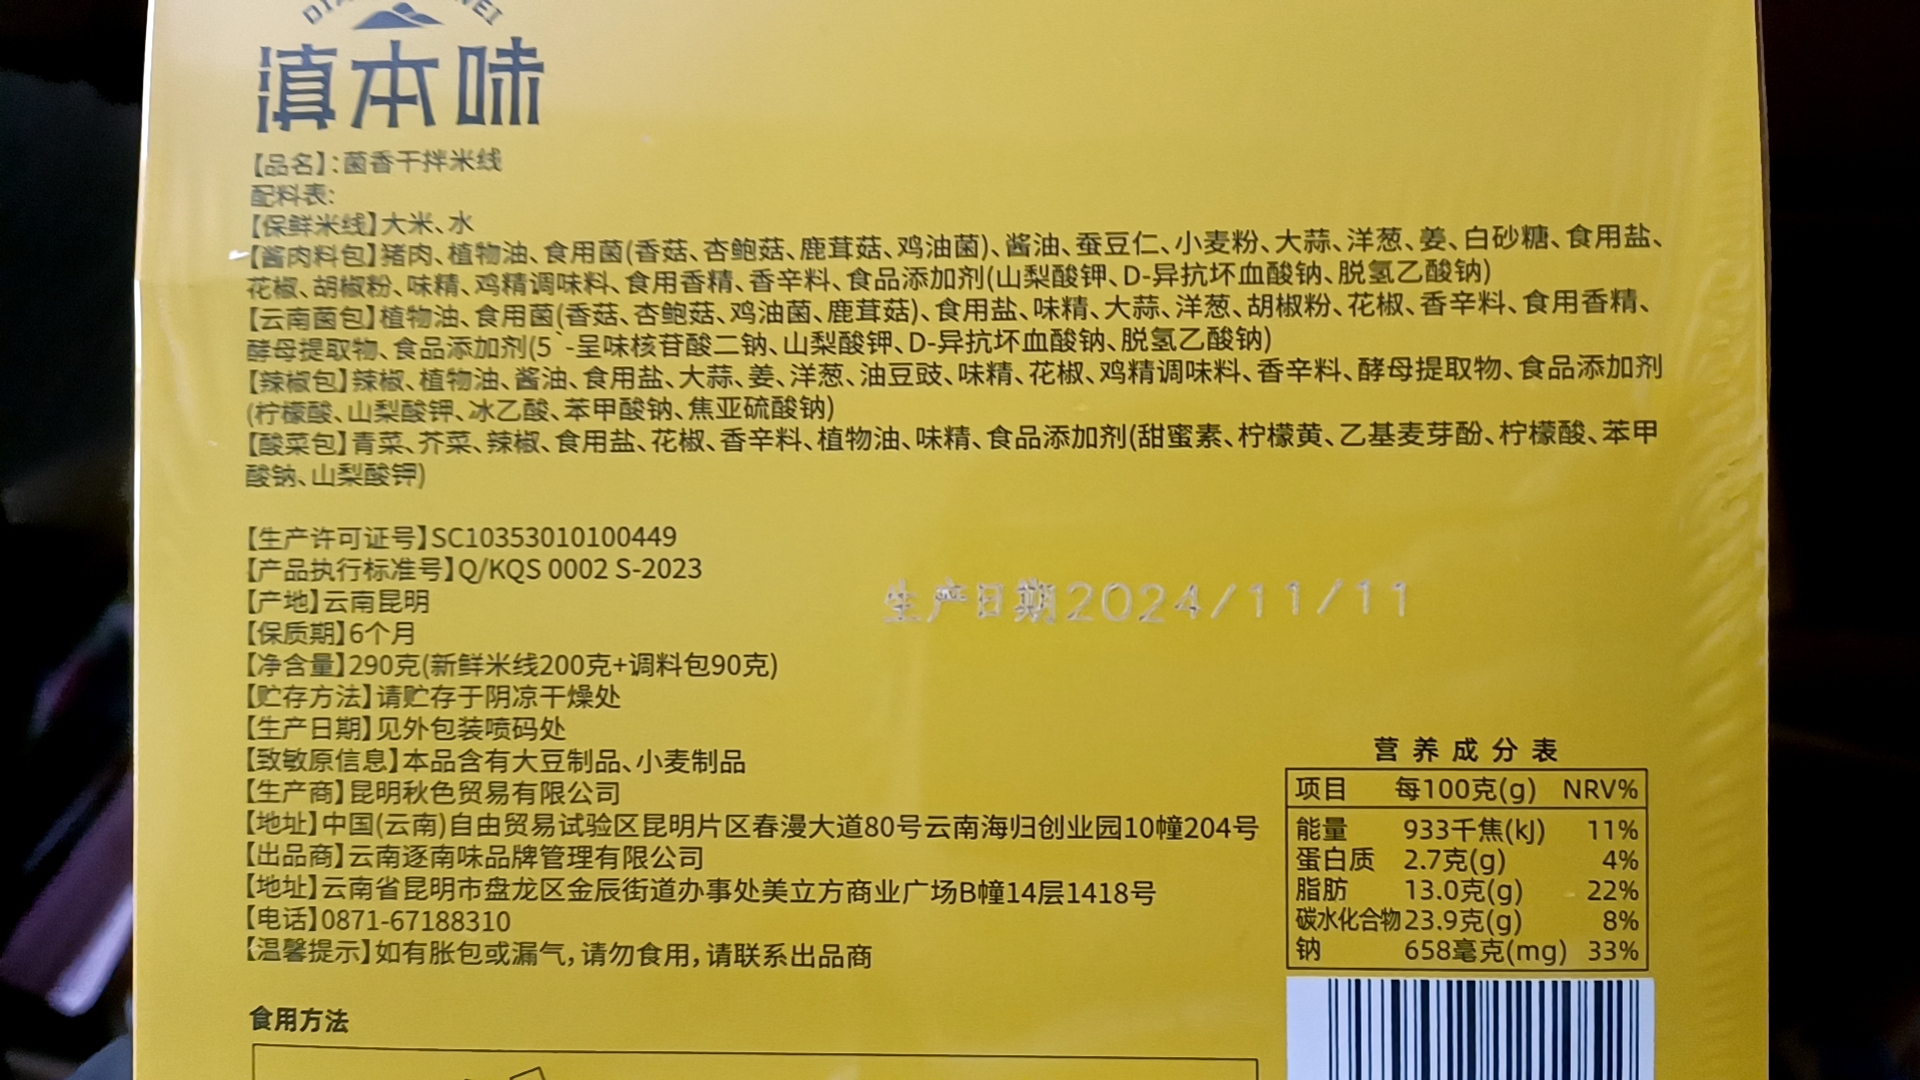 滇本味
【品名】：菌香干拌米线
配料表：
【保鲜米线】大米、水
【酱肉料包】猪肉、植物油、食用菌(香菇、杏鲍菇、鹿茸菇、鸡油菌)、酱油、蚕豆仁、小麦粉、大蒜、洋葱、姜、白砂糖、食用盐、
花椒、胡椒粉、味精、鸡精调味料、食用香精、香辛料、食品添加剂(山梨酸钾、D-异抗坏血酸钠、脱氢乙酸钠)
【云南菌包】植物油、食用菌(香菇、杏鲍菇、鸡油菌、鹿茸菇)、食用盐、味精、大蒜、洋葱、胡椒粉、花椒、香辛料、食用香精、
酵母提取物、食品添加剂(5`-呈味核苷酸二钠、山梨酸钾、D-异抗坏血酸钠、脱氢乙酸钠)
【辣椒包】辣椒、植物油、酱油、食用盐、大蒜、姜、洋葱、油豆豉、味精、花椒、鸡精调味料、香辛料、酵母提取物、食品添加剂
(柠檬酸、山梨酸钾、冰乙酸、苯甲酸钠、焦亚硫酸钠)
【酸菜包】青菜、芥菜、辣椒、食用盐、花椒、香辛料、植物油、味精、食品添加剂(甜蜜素、柠檬黄、乙基麦芽酚、柠檬酸、苯甲
酸钠、山梨酸钾)
【生产许可证号】SC10353010100449
【产品执行标准号】Q/KQS 0002 S-2023
【产地】云南昆明
【保质期】6个月
【净含量】290克(新鲜米线200克+调料包90克)
【贮存方法】请贮存于阴凉干燥处
【生产日期】见外包装喷码处
【致敏原信息】本品含有大豆制品、小麦制品
【生产商】昆明秋色贸易有限公司
【地址】中国(云南)自由贸易试验区昆明片区春漫大道80号云南海归创业园10幢204号
【出品商】云南逐南味品牌管理有限公司
【地址】云南省昆明市盘龙区金辰街道办事处美立方商业广场B幢14层1418号
【电话】0871-67188310
【温馨提示】如有胀包或漏气，请勿食用，请联系出品商
生产日期2024/11/11
营养成分表
项目 每100克(g) NRV%
能量 933千焦(kJ) 11%
蛋白质 2.7克(g) 4%
脂肪 13.0克(g) 22%
碳水化合物 23.9克(g) 8%
钠 658毫克(mg) 33%
食用方法